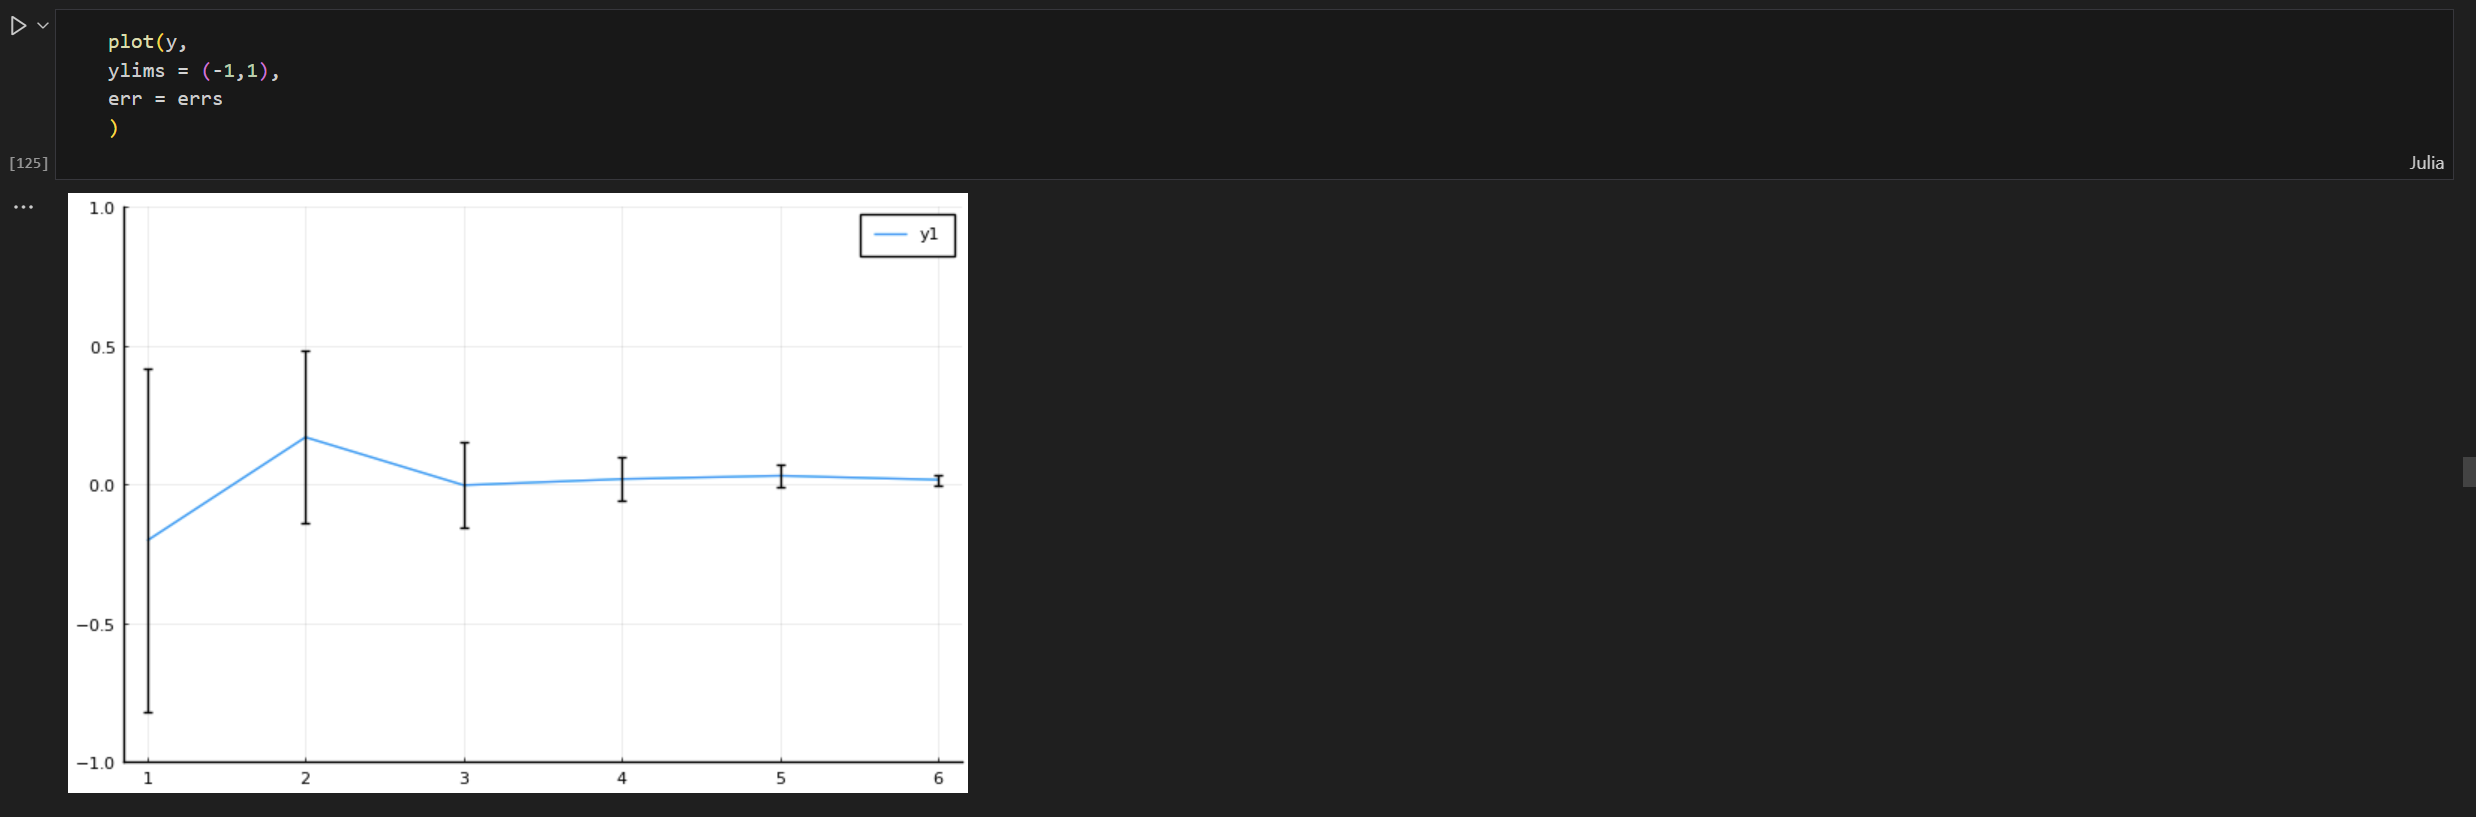 plot(y,
ylims = (-1,1),
err = errs
)
[125]
Julia
...
1.0
y1
0.5
0.0
−0.5
−1.0
1 2 3 4 5 6